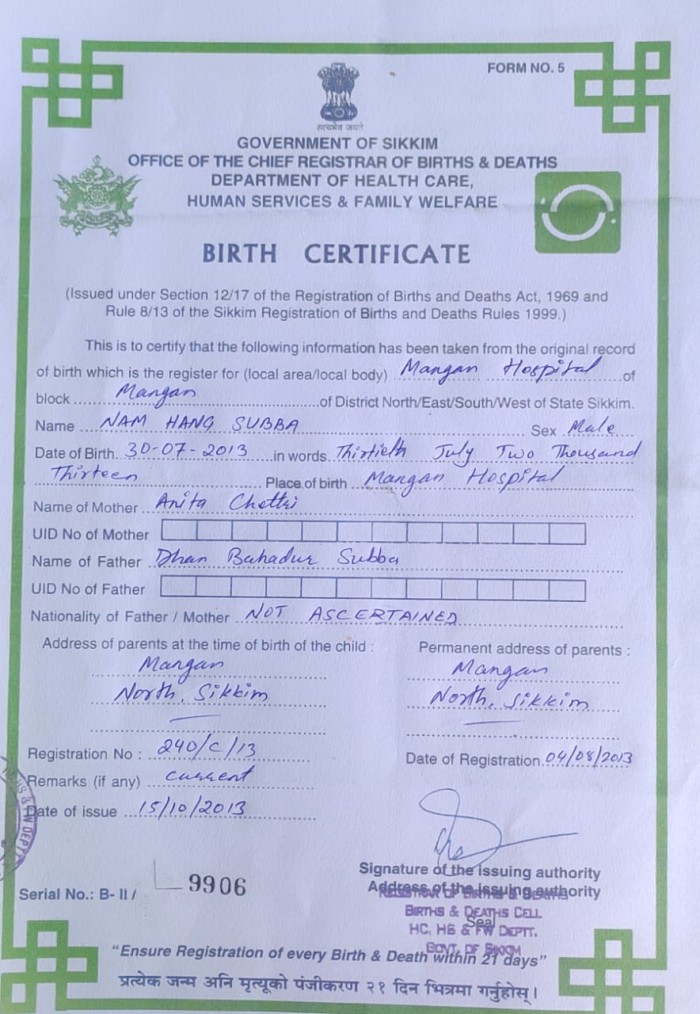 FORM NO. 5
सत्यमेव जयते
GOVERNMENT OF SIKKIM
OFFICE OF THE CHIEF REGISTRAR OF BIRTHS & DEATHS
DEPARTMENT OF HEALTH CARE,
HUMAN SERVICES & FAMILY WELFARE
BIRTH CERTIFICATE
(Issued under Section 12/17 of the Registration of Births and Deaths Act, 1969 and
Rule 8/13 of the Sikkim Registration of Births and Deaths Rules 1999.)
This is to certify that the following information has been taken from the original record
of birth which is the register for (local area/local body) Mangan Hospital of
block Mangan of District North/East/South/West of State Sikkim.
Name NAM HANG SUBBA Sex Male
Date of Birth. 30-07-2013 in words Thirtieth July Two Thousand
Thirteen Place of birth Mangan Hospital
Name of Mother Anita Chettri
UID No of Mother
Name of Father Dhan Bahadur Subba
UID No of Father
Nationality of Father / Mother NOT ASCERTAINED
Address of parents at the time of birth of the child : Permanent address of parents :
Mangan Mangan
North, Sikkim North, Sikkim
Registration No : 240/C/13 Date of Registration 04/08/2013
Remarks (if any) current
Date of issue 15/10/2013
Signature of the Issuing authority
Address of the Issuing authority
Serial No.: B- II / 9906
BIRTHS & DEATHS CELL
Seal
HC, HS & FW DEPTT.
GOVT. OF SIKKIM
"Ensure Registration of every Birth & Death within 21 days"
प्रत्येक जन्म अनि मृत्यूको पंजीकरण २१ दिन भित्रमा गर्नुहोस् ।